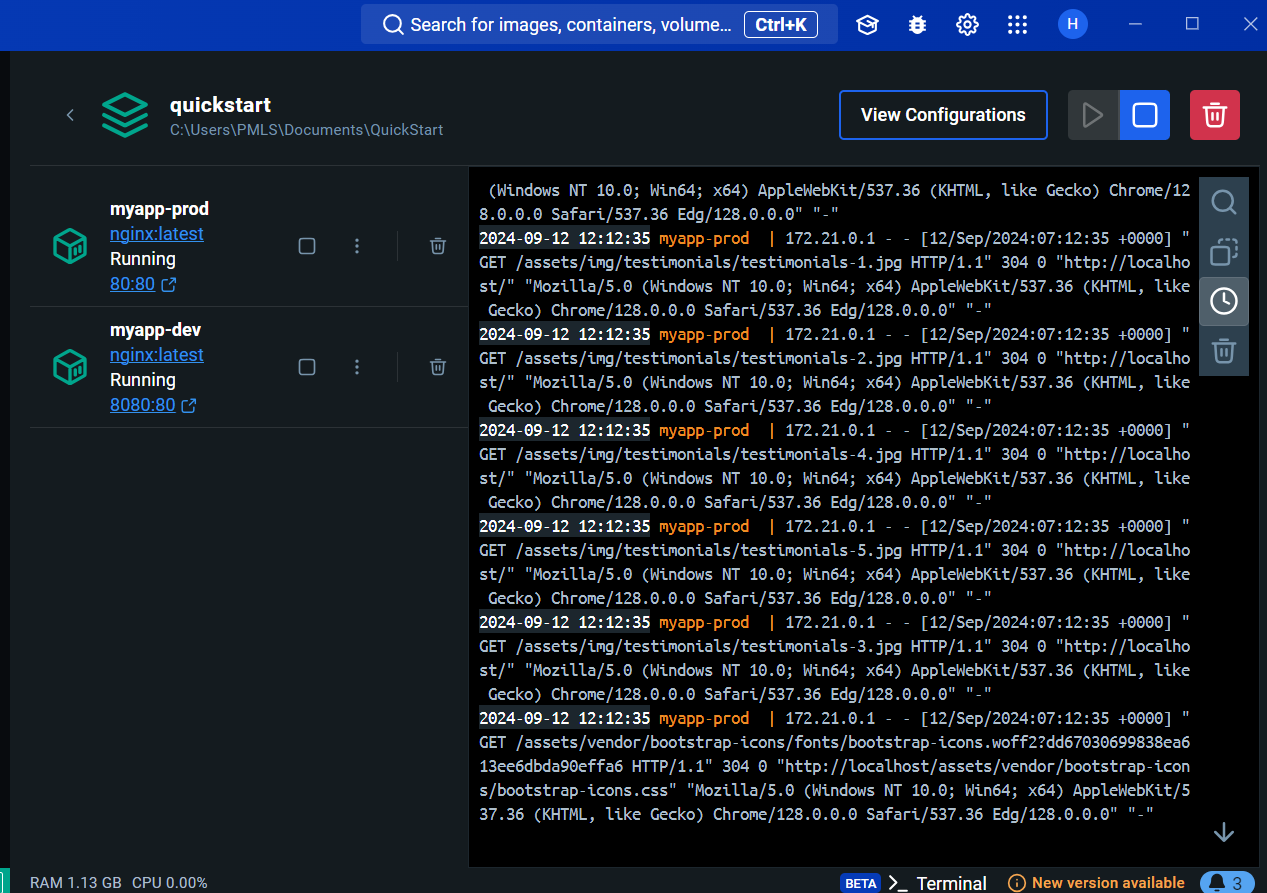 Search for images, containers, volume... Ctrl+K H
quickstart
C:\Users\PMLS\Documents\QuickStart
View Configurations
myapp-prod
nginx:latest
Running
80:80
myapp-dev
nginx:latest
Running
8080:80
(Windows NT 10.0; Win64; x64) AppleWebKit/537.36 (KHTML, like Gecko) Chrome/12
8.0.0.0 Safari/537.36 Edg/128.0.0.0" "-"
2024-09-12 12:12:35 myapp-prod | 172.21.0.1 - - [12/Sep/2024:07:12:35 +0000] "
GET /assets/img/testimonials/testimonials-1.jpg HTTP/1.1" 304 0 "http://localho
st/" "Mozilla/5.0 (Windows NT 10.0; Win64; x64) AppleWebKit/537.36 (KHTML, like
Gecko) Chrome/128.0.0.0 Safari/537.36 Edg/128.0.0.0" "-"
2024-09-12 12:12:35 myapp-prod | 172.21.0.1 - - [12/Sep/2024:07:12:35 +0000] "
GET /assets/img/testimonials/testimonials-2.jpg HTTP/1.1" 304 0 "http://localho
st/" "Mozilla/5.0 (Windows NT 10.0; Win64; x64) AppleWebKit/537.36 (KHTML, like
Gecko) Chrome/128.0.0.0 Safari/537.36 Edg/128.0.0.0" "-"
2024-09-12 12:12:35 myapp-prod | 172.21.0.1 - - [12/Sep/2024:07:12:35 +0000] "
GET /assets/img/testimonials/testimonials-4.jpg HTTP/1.1" 304 0 "http://localho
st/" "Mozilla/5.0 (Windows NT 10.0; Win64; x64) AppleWebKit/537.36 (KHTML, like
Gecko) Chrome/128.0.0.0 Safari/537.36 Edg/128.0.0.0" "-"
2024-09-12 12:12:35 myapp-prod | 172.21.0.1 - - [12/Sep/2024:07:12:35 +0000] "
GET /assets/img/testimonials/testimonials-5.jpg HTTP/1.1" 304 0 "http://localho
st/" "Mozilla/5.0 (Windows NT 10.0; Win64; x64) AppleWebKit/537.36 (KHTML, like
Gecko) Chrome/128.0.0.0 Safari/537.36 Edg/128.0.0.0" "-"
2024-09-12 12:12:35 myapp-prod | 172.21.0.1 - - [12/Sep/2024:07:12:35 +0000] "
GET /assets/img/testimonials/testimonials-3.jpg HTTP/1.1" 304 0 "http://localho
st/" "Mozilla/5.0 (Windows NT 10.0; Win64; x64) AppleWebKit/537.36 (KHTML, like
Gecko) Chrome/128.0.0.0 Safari/537.36 Edg/128.0.0.0" "-"
2024-09-12 12:12:35 myapp-prod | 172.21.0.1 - - [12/Sep/2024:07:12:35 +0000] "
GET /assets/vendor/bootstrap-icons/fonts/bootstrap-icons.woff2?dd67030699838ea6
13ee6dbda90effa6 HTTP/1.1" 304 0 "http://localhost/assets/vendor/bootstrap-icon
s/bootstrap-icons.css" "Mozilla/5.0 (Windows NT 10.0; Win64; x64) AppleWebKit/5
37.36 (KHTML, like Gecko) Chrome/128.0.0.0 Safari/537.36 Edg/128.0.0.0" "-"
RAM 1.13 GB CPU 0.00% BETA >_ Terminal New version available 3